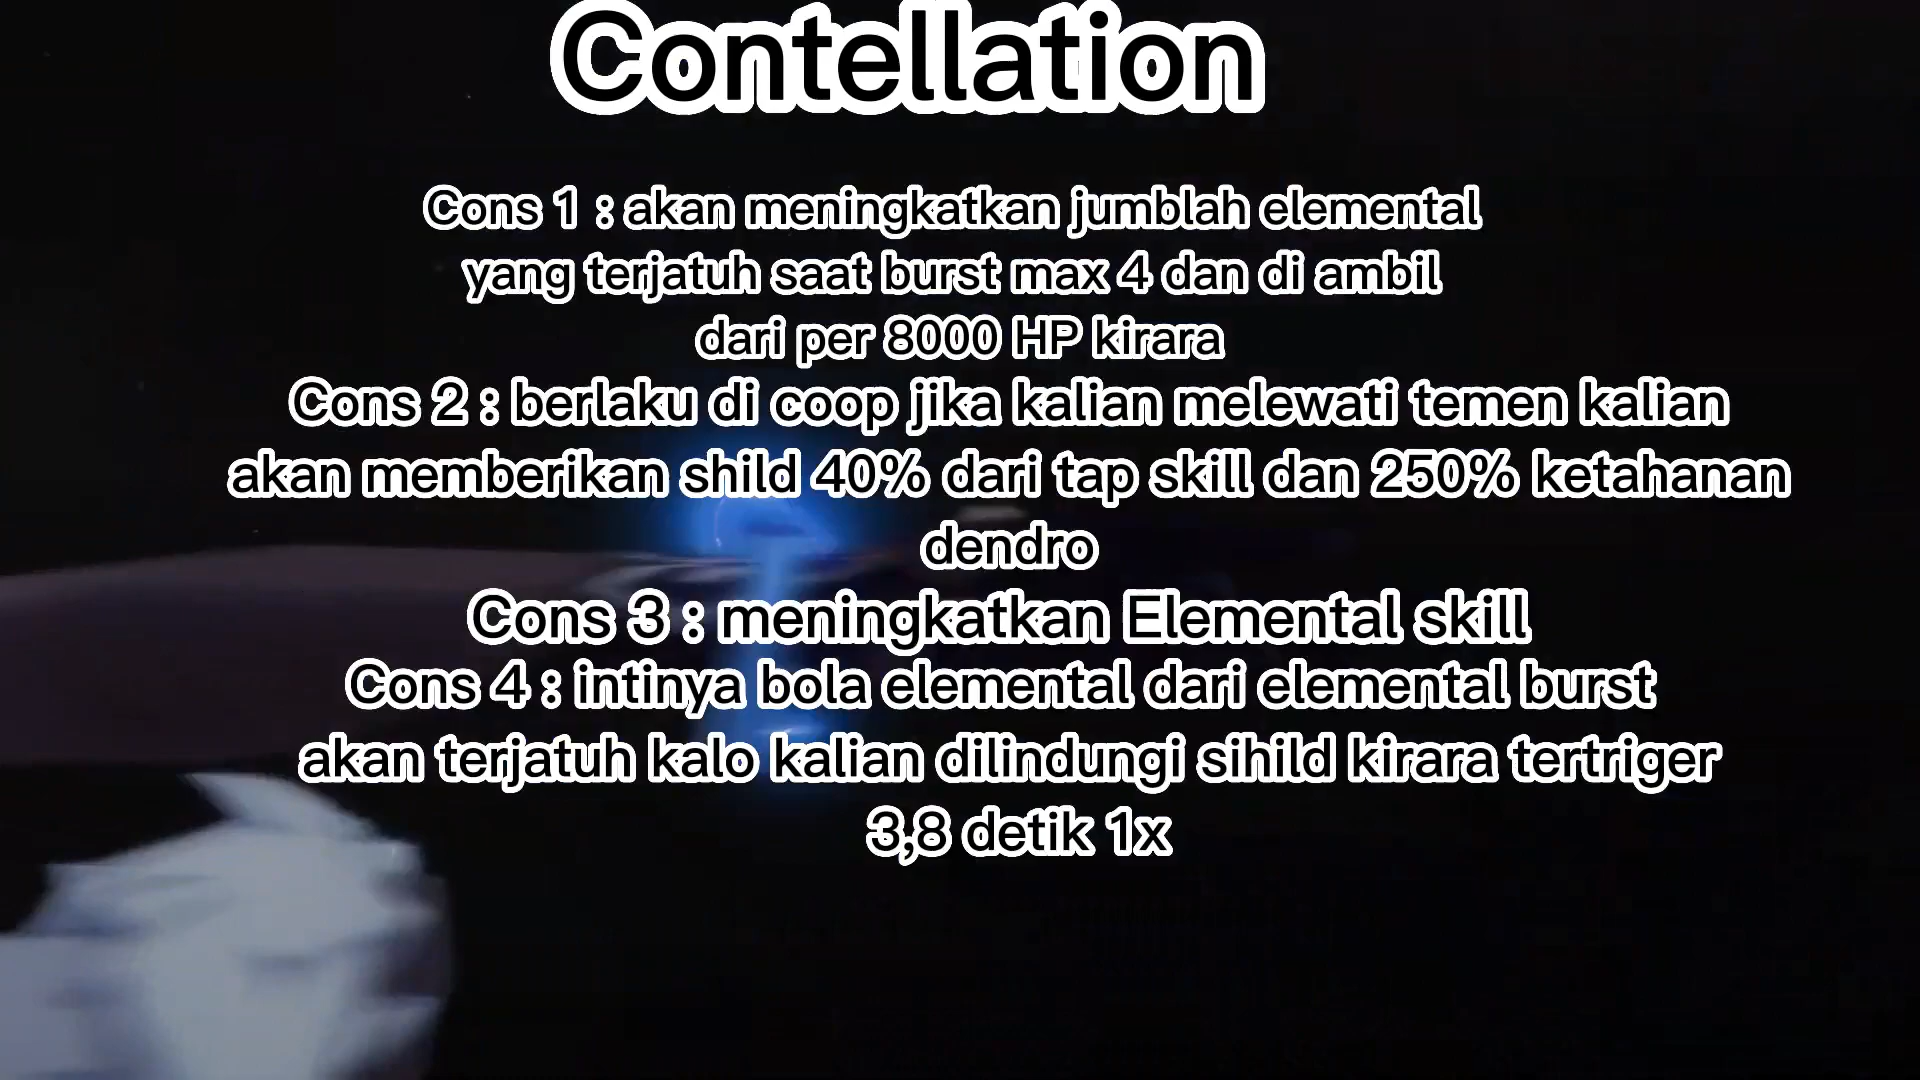 Contellation
Cons 1 : akan meningkatkan jumblah elemental
yang terjatuh saat burst max 4 dan di ambil
dari per 8000 HP kirara
Cons 2 : berlaku di coop jika kalian melewati temen kalian
akan memberikan shild 40% dari tap skill dan 250% ketahanan
dendro
Cons 3 : meningkatkan Elemental skill
Cons 4 : intinya bola elemental dari elemental burst
akan terjatuh kalo kalian dilindungi sihild kirara tertriger
3,8 detik 1x